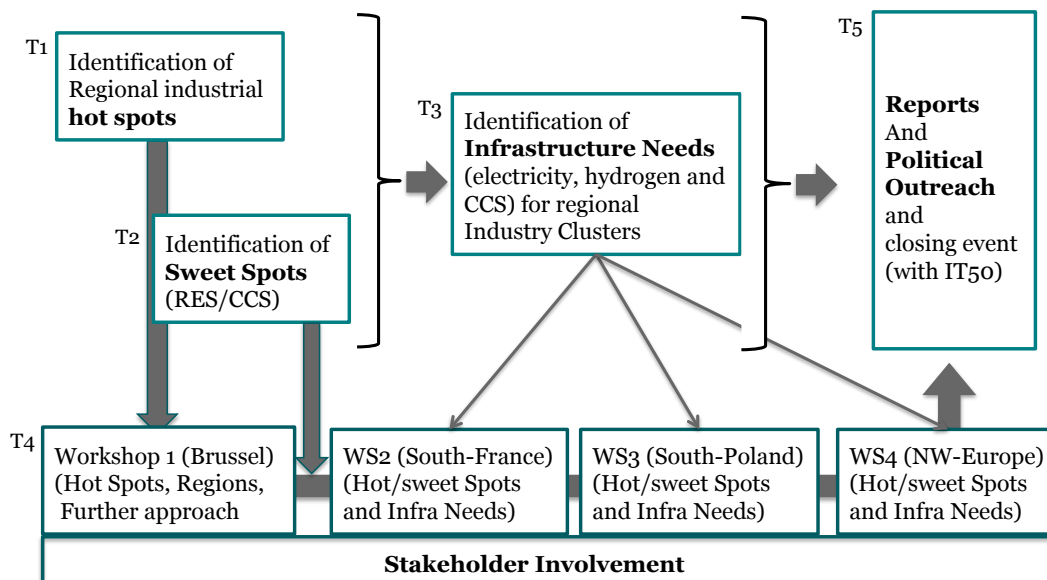 T1
Identification of
Regional industrial
hot spots
T2
Identification of
Sweet Spots
(RES/CCS)
T3
Identification of
Infrastructure Needs
(electricity, hydrogen and
CCS) for regional
Industry Clusters
T5
Reports
And
Political
Outreach
and
closing event
(with IT50)
T4
Workshop 1 (Brussel)
(Hot Spots, Regions,
Further approach
WS2 (South-France)
(Hot/sweet Spots
and Infra Needs)
WS3 (South-Poland)
(Hot/sweet Spots
and Infra Needs)
WS4 (NW-Europe)
(Hot/sweet Spots
and Infra Needs)
Stakeholder Involvement